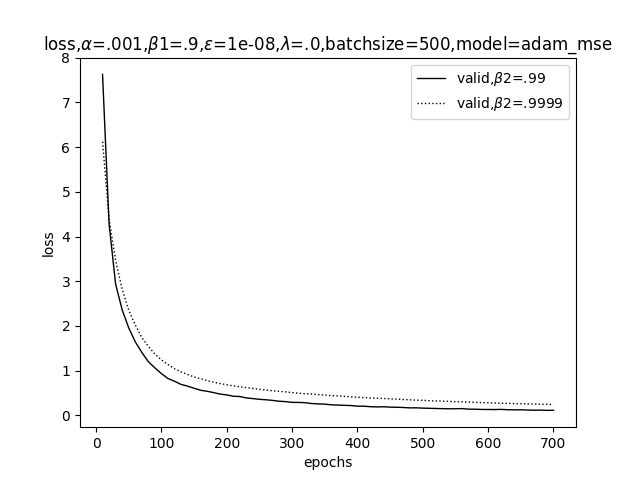 loss,α=.001,β1=.9,ε=1e-08,λ=.0,batchsize=500,model=adam_mse
8
7
6
5
4
3
2
1
0
loss
valid,β2=.99
valid,β2=.9999
0 100 200 300 400 500 600 700
epochs